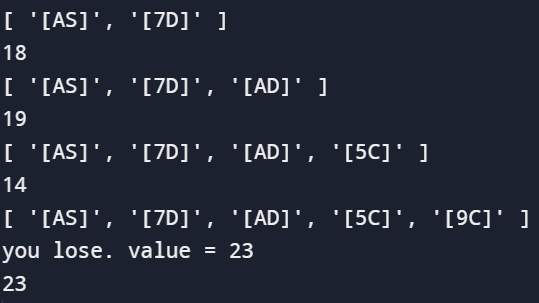 [ '[AS]', '[7D]' ]
18
[ '[AS]', '[7D]', '[AD]' ]
19
[ '[AS]', '[7D]', '[AD]', '[5C]' ]
14
[ '[AS]', '[7D]', '[AD]', '[5C]', '[9C]' ]
you lose. value = 23
23